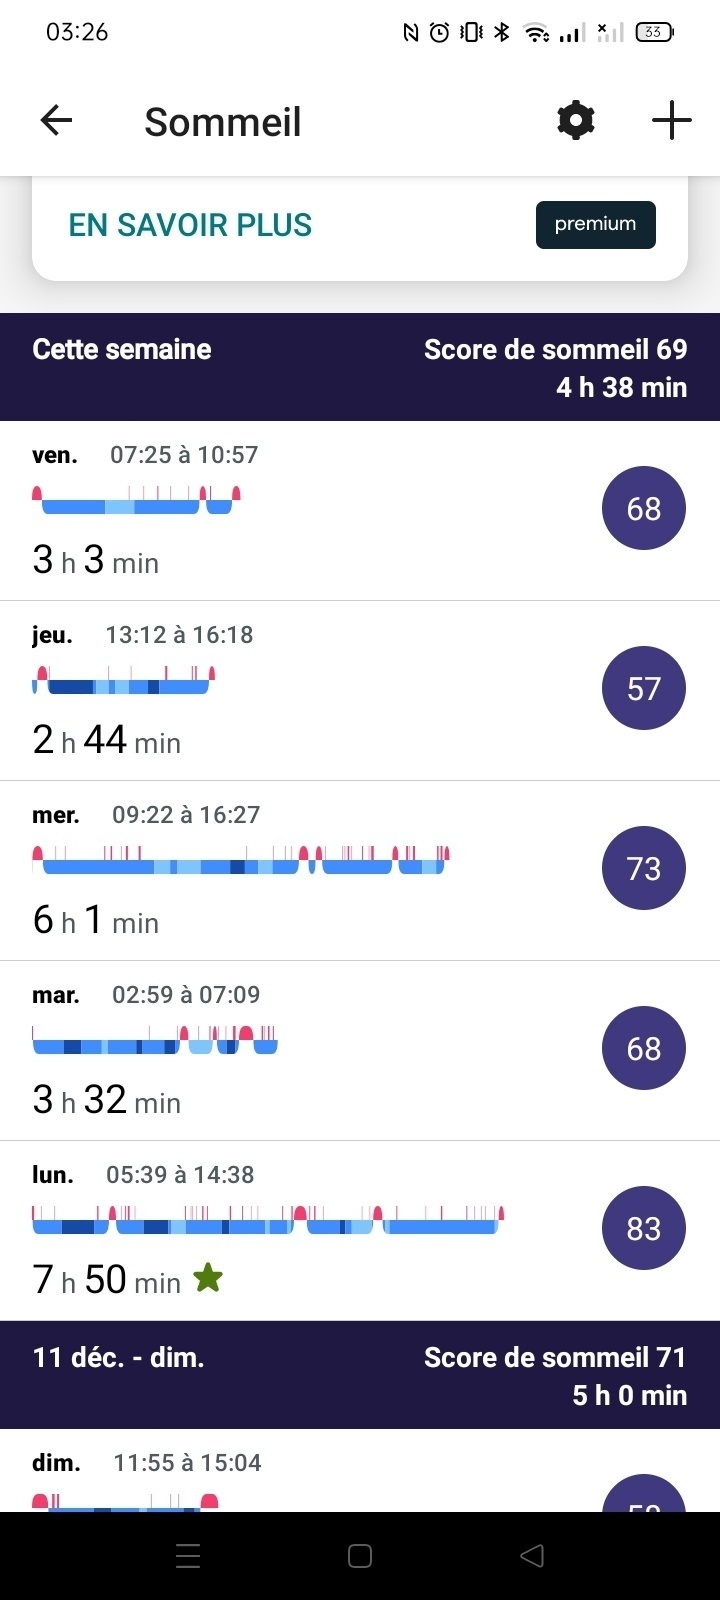 03:26
33
Sommeil
EN SAVOIR PLUS
premium
Cette semaine
Score de sommeil 69
4 h 38 min
ven. 07:25 à 10:57
68
3 h 3 min
jeu. 13:12 à 16:18
57
2 h 44 min
mer. 09:22 à 16:27
73
6 h 1 min
mar. 02:59 à 07:09
68
3 h 32 min
lun. 05:39 à 14:38
83
7 h 50 min
11 déc. - dim.
Score de sommeil 71
5 h 0 min
dim. 11:55 à 15:04